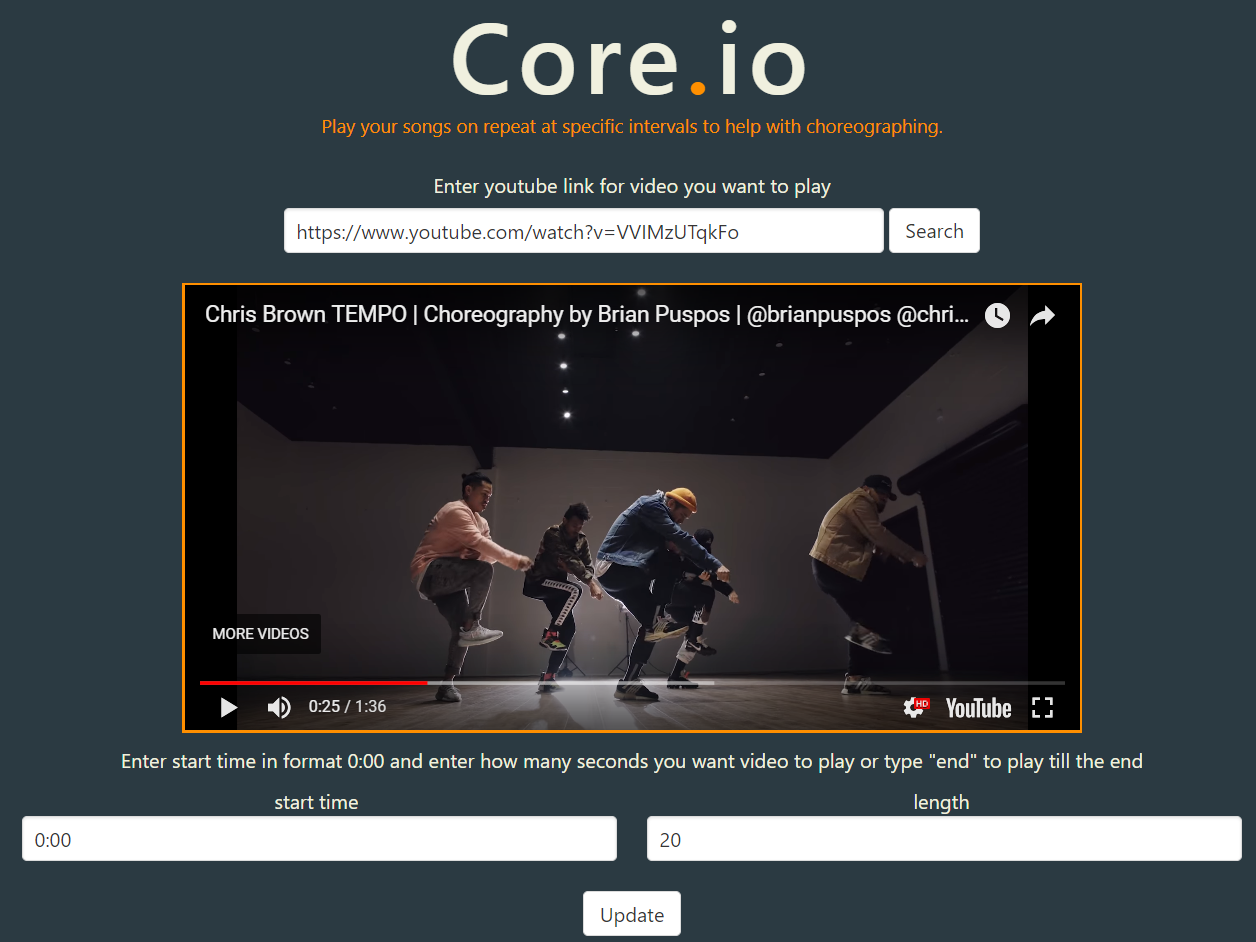 Core.io
Play your songs on repeat at specific intervals to help with choreographing.
Enter youtube link for video you want to play
https://www.youtube.com/watch?v=VVIMzUTqkFo
Search
Chris Brown TEMPO | Choreography by Brian Puspos | @brianpuspos @chri...
MORE VIDEOS
0:25 / 1:36
HD
YouTube
Enter start time in format 0:00 and enter how many seconds you want video to play or type "end" to play till the end
start time
length
0:00
20
Update